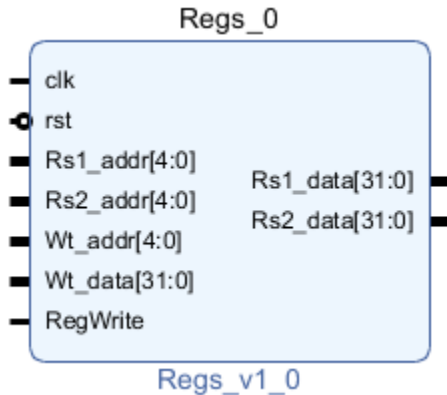 Regs_0
clk
rst
Rs1_addr[4:0]
Rs2_addr[4:0]
Wt_addr[4:0]
Wt_data[31:0]
RegWrite
Rs1_data[31:0]
Rs2_data[31:0]
Regs_v1_0